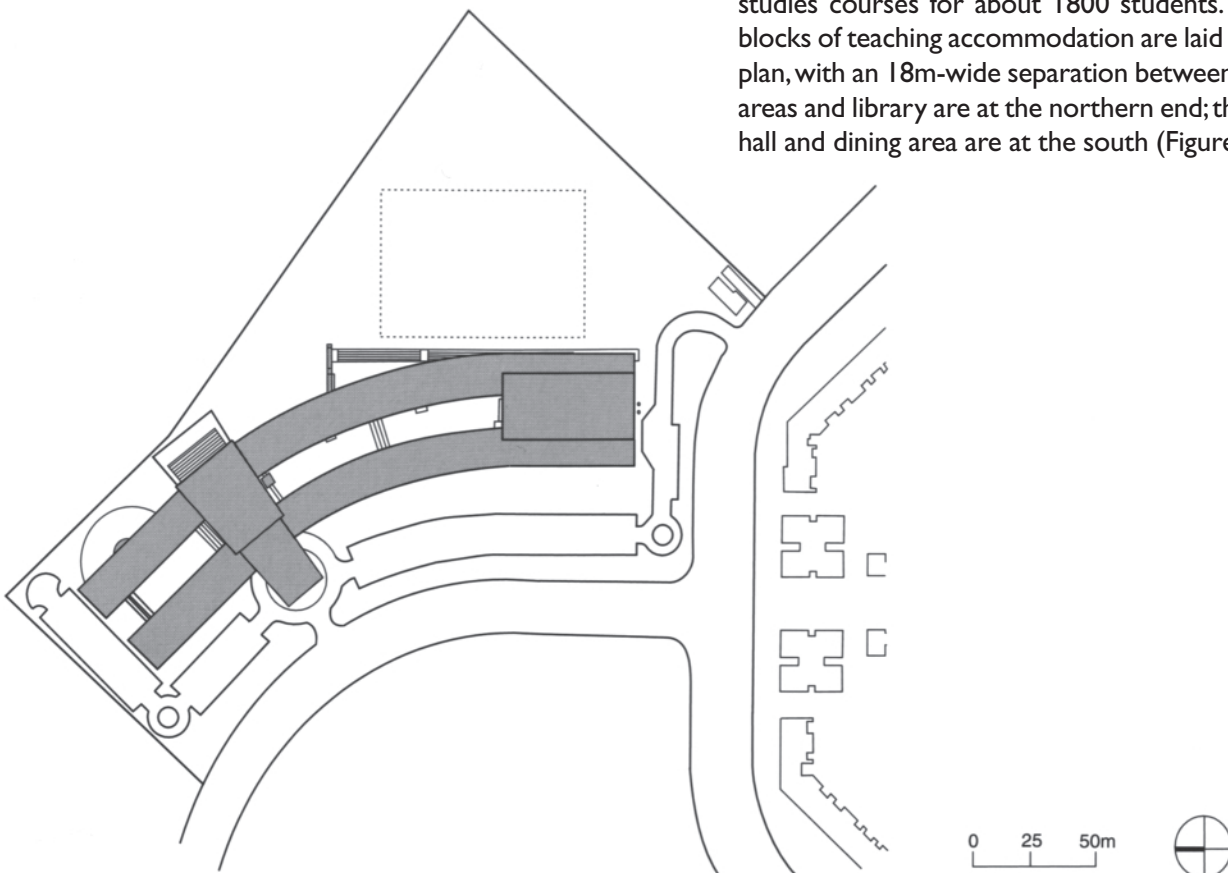 studies courses for about 1800 students.
blocks of teaching accommodation are laid
plan, with an 18m-wide separation between
areas and library are at the northern end; th
hall and dining area are at the south (Figure
0 25 50m